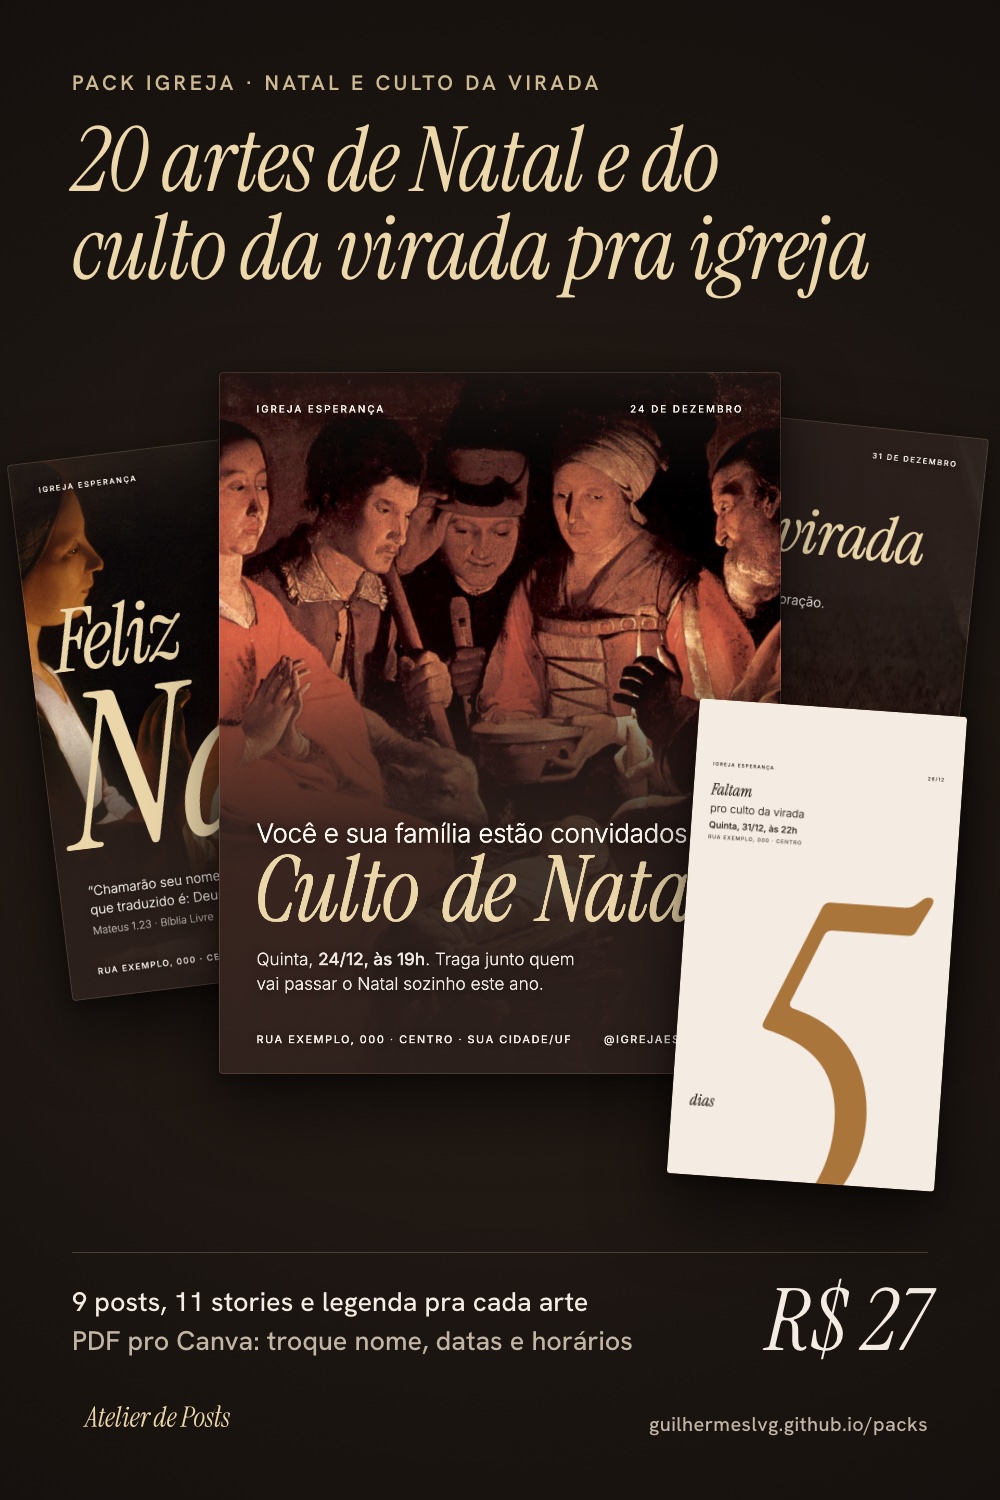 PACK IGREJA · NATAL E CULTO DA VIRADA
20 artes de Natal e do
culto da virada pra igreja
IGREJA ESPERANÇA
Feliz
"Chamarão seu nome
que traduzido é: Deu
Mateus 1.23 · Bíblia Livre
RUA EXEMPLO, 000 · CE
IGREJA ESPERANÇA
24 DE DEZEMBRO
Você e sua família estão convidados
Culto de Nata
Quinta, 24/12, às 19h. Traga junto quem
vai passar o Natal sozinho este ano.
RUA EXEMPLO, 000 · CENTRO · SUA CIDADE/UF
@IGREJAES
31 DE DEZEMBRO
virada
oração.
IGREJA ESPERANÇA
26/12
Faltam
pro culto da virada
Quinta, 31/12, às 22h
RUA EXEMPLO, 000 · CENTRO
5
dias
9 posts, 11 stories e legenda pra cada arte
PDF pro Canva: troque nome, datas e horários
R$ 27
Atelier de Posts
guilhermeslvg.github.io/packs